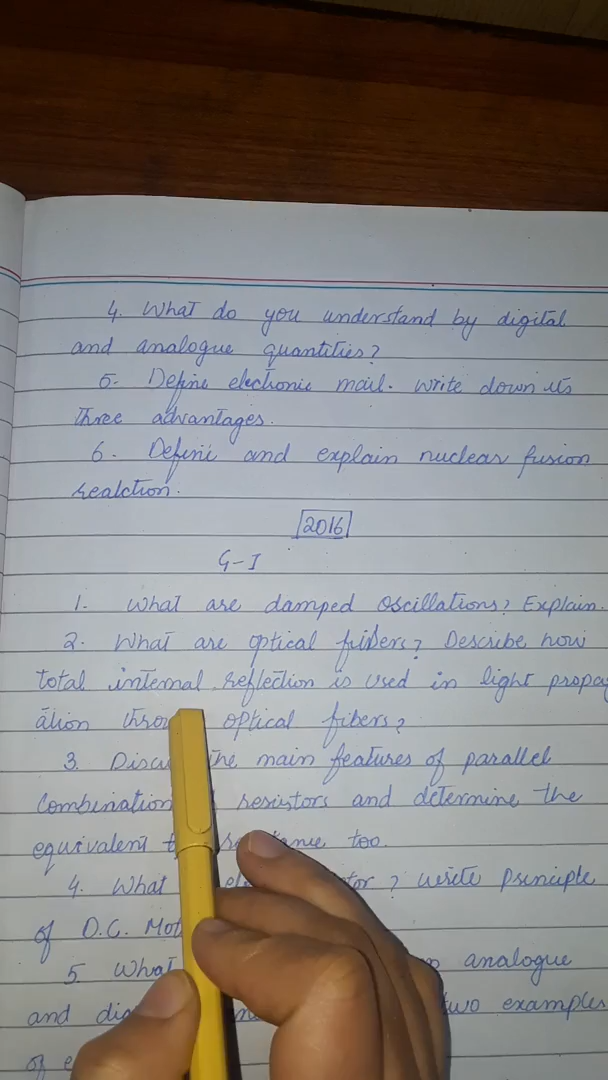 4. What do you understand by digital
and analogue quantities?
5. Define electronic mail. Write down its
three advantages.
6. Define and explain nuclear fusion
realction.
2016
G-I
1. What are damped oscillations? Explain.
2. What are optical fibers? Describe how
total internal reflection is used in light propag
ation optical fibers?
3. the main features of parallel
Combination resistors and determine the
equivalent too.
4. What ? write principle
of D.C.
5. What analogue
and two examples
of